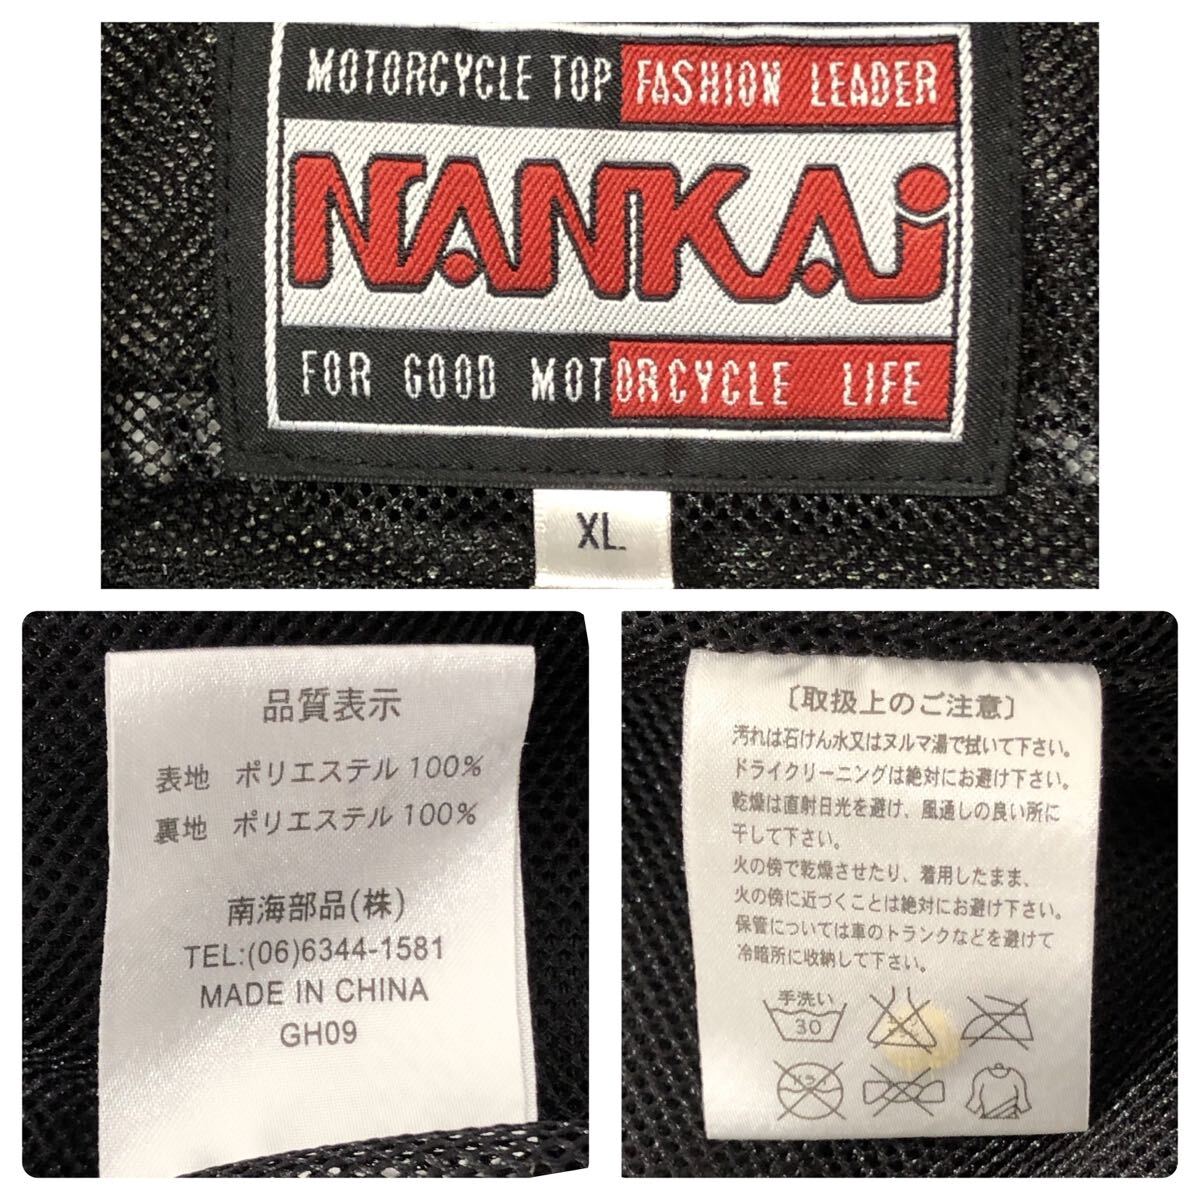 MOTORCYCLE TOP FASHION LEADER
NANKAi
FOR GOOD MOTORCYCLE LIFE
XL
品質表示
表地 ポリエステル 100%
裏地 ポリエステル 100%
南海部品(株)
TEL:(06)6344-1581
MADE IN CHINA
GH09
〔取扱上のご注意〕
汚れは石けん水又はヌルマ湯で拭いて下さい。
ドライクリーニングは絶対にお避け下さい。
乾燥は直射日光を避け、風通しの良い所に
干して下さい。
火の傍で乾燥させたり、着用したまま、
火の傍に近づくことは絶対にお避け下さい。
保管については車のトランクなどを避けて
冷暗所に収納して下さい。
手洗い
30
ドライ